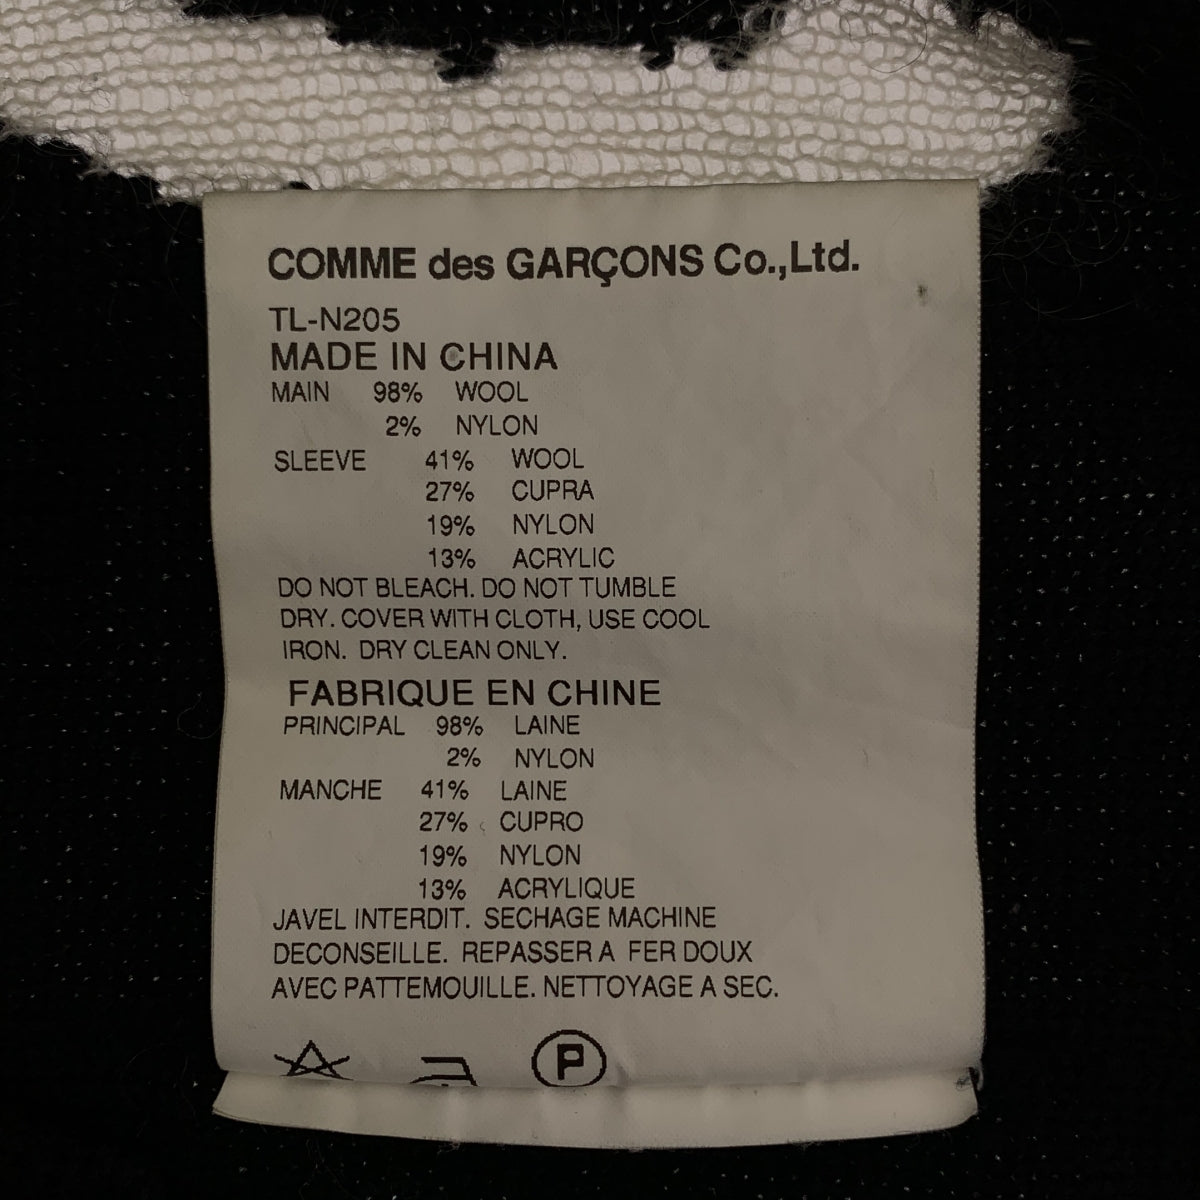 COMME des GARÇONS Co.,Ltd.
TL-N205
MADE IN CHINA
MAIN 98% WOOL
2% NYLON
SLEEVE 41% WOOL
27% CUPRA
19% NYLON
13% ACRYLIC
DO NOT BLEACH. DO NOT TUMBLE
DRY. COVER WITH CLOTH, USE COOL
IRON. DRY CLEAN ONLY.
FABRIQUE EN CHINE
PRINCIPAL 98% LAINE
2% NYLON
MANCHE 41% LAINE
27% CUPRO
19% NYLON
13% ACRYLIQUE
JAVEL INTERDIT. SECHAGE MACHINE
DECONSEILLE. REPASSER A FER DOUX
AVEC PATTEMOUILLE. NETTOYAGE A SEC.
P